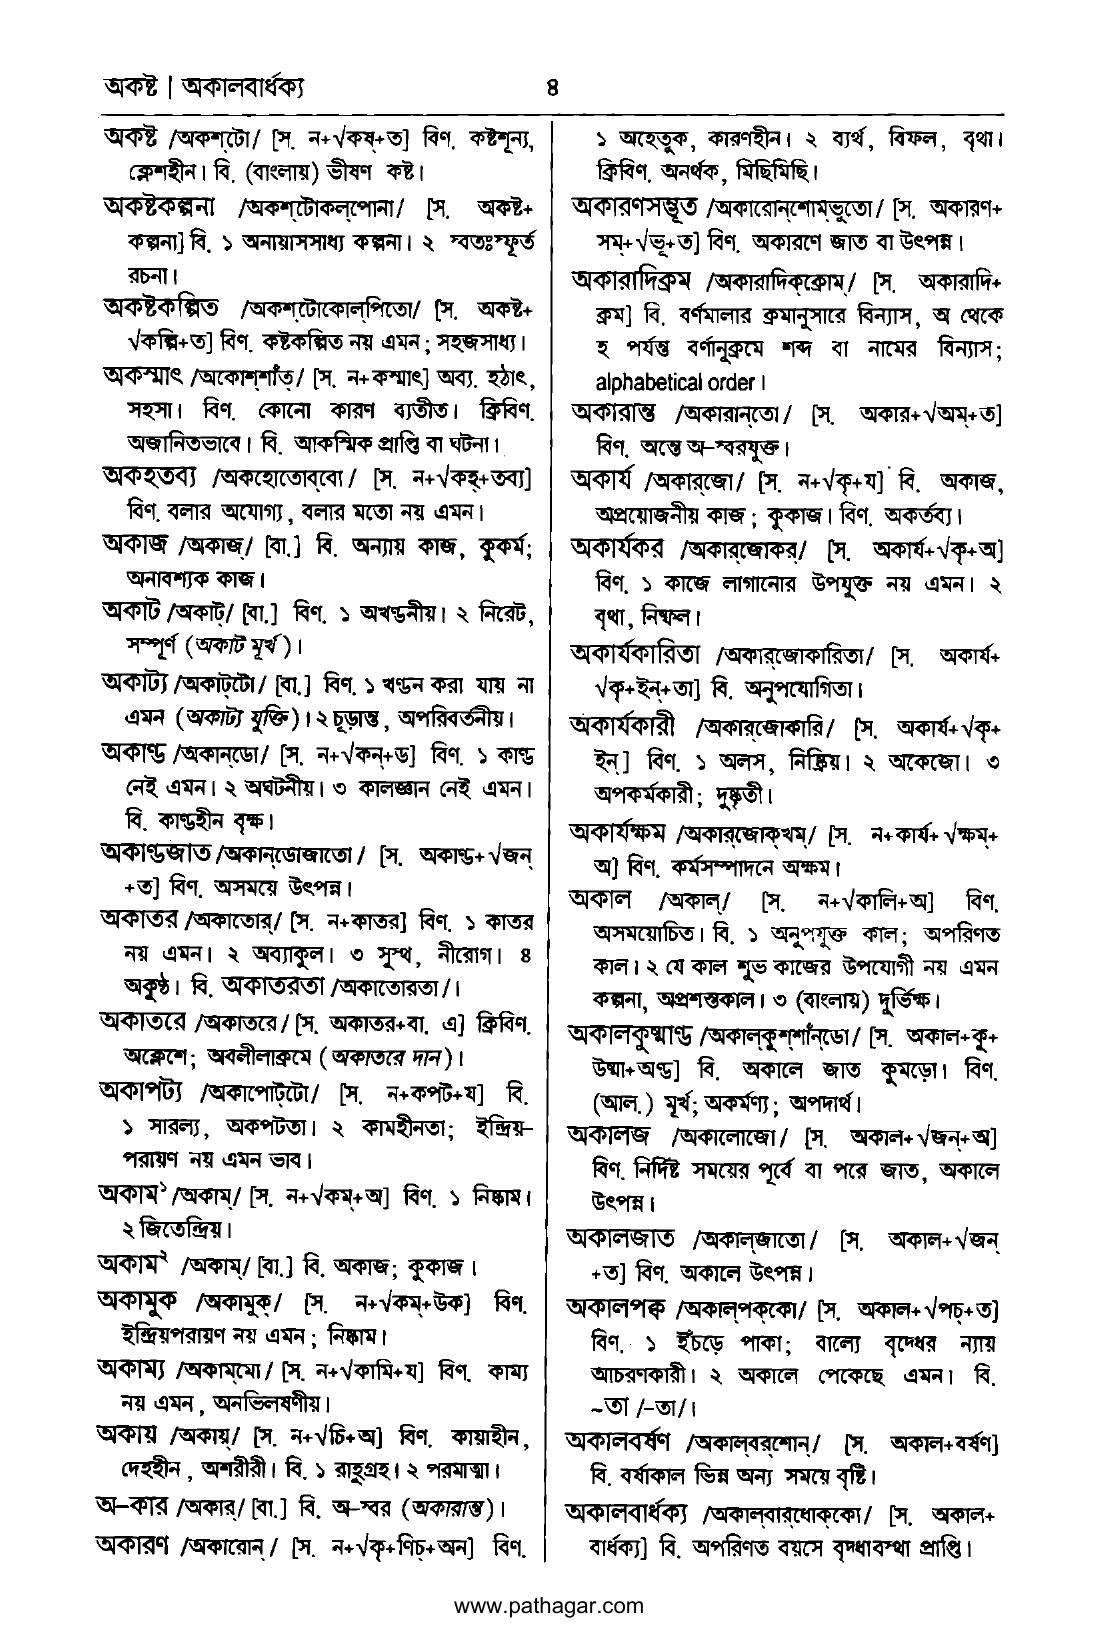 অকষ্ট | অকালবার্ধক্য
৪
অকষ্ট /অকশ্‌টো/ [স. ন+√কষ্‌+ত] বিণ. কষ্টশূন্য,
ক্লেশহীন। বি. (বাংলায়) ভীষণ কষ্ট।
অকষ্টকল্পনা /অকশ্‌টোকল্‌পোনা/ [স. অকষ্ট+
কল্পনা] বি. ১ অনায়াসসাধ্য কল্পনা। ২ স্বতঃস্ফূর্ত
রচনা।
অকষ্টকল্পিত /অকশ্‌টোকোল্‌পিতো/ [স. অকষ্ট+
√কল্পি+ত] বিণ. কষ্টকল্পিত নয় এমন; সহজসাধ্য।
অকস্মাৎ /অকোশ্‌শাঁত্‌/ [স. ন+কস্মাৎ] অব্য. হঠাৎ,
সহসা। বিণ. কোনো কারণ ব্যতীত। ক্রিবিণ.
অজানিতভাবে। বি. আকস্মিক প্রাপ্তি বা ঘটনা।
অকহতব্য /অকহোতোব্‌বো/ [স. ন+√কহ্‌+তব্য]
বিণ. বলার অযোগ্য, বলার মতো নয় এমন।
অকাজ /অকাজ্‌/ [বা.] বি. অন্যায় কাজ, কুকর্ম;
অনাবশ্যক কাজ।
অকাট /অকাট্‌/ [বা.] বিণ. ১ অখণ্ডনীয়। ২ নিরেট,
সম্পূর্ণ (অকাট মূর্খ)।
অকাট্য /অকাট্‌টো/ [বা.] বিণ. ১ খণ্ডন করা যায় না
এমন (অকাট্য যুক্তি)। ২ চূড়ান্ত, অপরিবর্তনীয়।
অকাণ্ড /অকান্‌ডো/ [স. ন+√কন্‌+ড] বিণ. ১ কাণ্ড
নেই এমন। ২ অঘটনীয়। ৩ কালজ্ঞান নেই এমন।
বি. কাণ্ডহীন বৃক্ষ।
অকাণ্ডজাত /অকান্‌ডোজাতো/ [স. অকাণ্ড+√জন্‌
+ত] বিণ. অসময়ে উৎপন্ন।
অকাতর /অকাতোর্‌/ [স. ন+কাতর] বিণ. ১ কাতর
নয় এমন। ২ অব্যাকুল। ৩ সুস্থ, নীরোগ। ৪
অকুণ্ঠ। বি. অকাতরতা /অকাতোরতা/।
অকাতরে /অকাতরে/ [স. অকাতর+বা. এ] ক্রিবিণ.
অক্লেশে; অবলীলাক্রমে (অকাতরে দান)।
অকাপট্য /অকাপোট্‌টো/ [স. ন+কপট+য] বি.
১ সারল্য, অকপটতা। ২ কামহীনতা; ইন্দ্রিয়-
পরায়ণ নয় এমন ভাব।
অকাম১ /অকাম্‌/ [স. ন+√কম্‌+অ] বিণ. ১ নিষ্কাম।
২ জিতেন্দ্রিয়।
অকাম২ /অকাম্‌/ [বা.] বি. অকাজ; কুকাজ।
অকামুক /অকামুক্‌/ [স. ন+√কম্‌+উক] বিণ.
ইন্দ্রিয়পরায়ণ নয় এমন; নিষ্কাম।
অকাম্য /অকাম্‌মো/ [স. ন+√কামি+য] বিণ. কাম্য
নয় এমন, অনভিলষণীয়।
অকায় /অকায়্‌/ [স. ন+√চি+অ] বিণ. কায়াহীন,
দেহহীন, অশরীরী। বি. ১ রাহুগ্রহ। ২ পরমাত্মা।
অ-কার /অকার্‌/ [বা.] বি. অ-স্বর (অকারান্ত)।
অকারণ /অকারোন্‌/ [স. ন+√কৃ+ণিচ্‌+অন] বিণ.
১ অহেতুক, কারণহীন। ২ ব্যর্থ, বিফল, বৃথা।
ক্রিবিণ. অনর্থক, মিছিমিছি।
অকারণসম্ভূত /অকারোন্‌শোম্‌ভুতো/ [স. অকারণ+
সম্‌+√ভূ+ত] বিণ. অকারণে জাত বা উৎপন্ন।
অকারাদিক্রম /অকারাদিক্‌ক্রোম্‌/ [স. অকারাদি+
ক্রম] বি. বর্ণমালার ক্রমানুসারে বিন্যাস, অ থেকে
হ পর্যন্ত বর্ণানুক্রমে শব্দ বা নামের বিন্যাস;
alphabetical order।
অকারান্ত /অকারান্‌তো/ [স. অকার+√অম্‌+ত]
বিণ. অন্তে অ-স্বরযুক্ত।
অকার্য /অকার্‌জো/ [স. ন+√কৃ+য] বি. অকাজ,
অপ্রয়োজনীয় কাজ; কুকাজ। বিণ. অকর্তব্য।
অকার্যকর /অকার্‌জোকর্‌/ [স. অকার্য+√কৃ+অ]
বিণ. ১ কাজে লাগানোর উপযুক্ত নয় এমন। ২
বৃথা, নিষ্ফল।
অকার্যকারিতা /অকার্‌জোকারিতা/ [স. অকার্য+
√কৃ+ইন্‌+তা] বি. অনুপযোগিতা।
অকার্যকারী /অকার্‌জোকারি/ [স. অকার্য+√কৃ+
ইন্‌] বিণ. ১ অলস, নিষ্ক্রিয়। ২ অকেজো। ৩
অপকর্মকারী; দুষ্কৃতী।
অকার্যক্ষম /অকার্‌জোক্‌খম্‌/ [স. ন+কার্য+√ক্ষম্‌+
অ] বিণ. কর্মসম্পাদনে অক্ষম।
অকাল /অকাল্‌/ [স. ন+√কালি+অ] বিণ.
অসময়োচিত। বি. ১ অনুপযুক্ত কাল; অপরিণত
কাল। ২ যে কাল শুভ কাজের উপযোগী নয় এমন
কল্পনা, অপ্রশস্তকাল। ৩ (বাংলায়) দুর্ভিক্ষ।
অকালকুষ্মাণ্ড /অকাল্‌কুশ্‌শাঁন্‌ডো/ [স. অকাল+কু+
উষ্মা+অণ্ড] বি. অকালে জাত কুমড়ো। বিণ.
(আল.) মূর্খ; অকর্মণ্য; অপদার্থ।
অকালজ /অকালোজো/ [স. অকাল+√জন্‌+অ]
বিণ. নির্দিষ্ট সময়ের পূর্বে বা পরে জাত, অকালে
উৎপন্ন।
অকালজাত /অকাল্‌জাতো/ [স. অকাল+√জন্‌
+ত] বিণ. অকালে উৎপন্ন।
অকালপক্ব /অকাল্‌পক্‌কো/ [স. অকাল+√পচ্‌+ত]
বিণ. ১ ইঁচড়ে পাকা; বাল্যে বৃদ্ধের ন্যায়
আচরণকারী। ২ অকালে পেকেছে এমন। বি.
~তা /-তা/।
অকালবর্ষণ /অকাল্‌বর্‌শোন্‌/ [স. অকাল+বর্ষণ]
বি. বর্ষাকাল ভিন্ন অন্য সময়ে বৃষ্টি।
অকালবার্ধক্য /অকাল্‌বার্‌ধোক্‌কো/ [স. অকাল+
বার্ধক্য] বি. অপরিণত বয়সে বৃদ্ধাবস্থা প্রাপ্তি।
www.pathagar.com